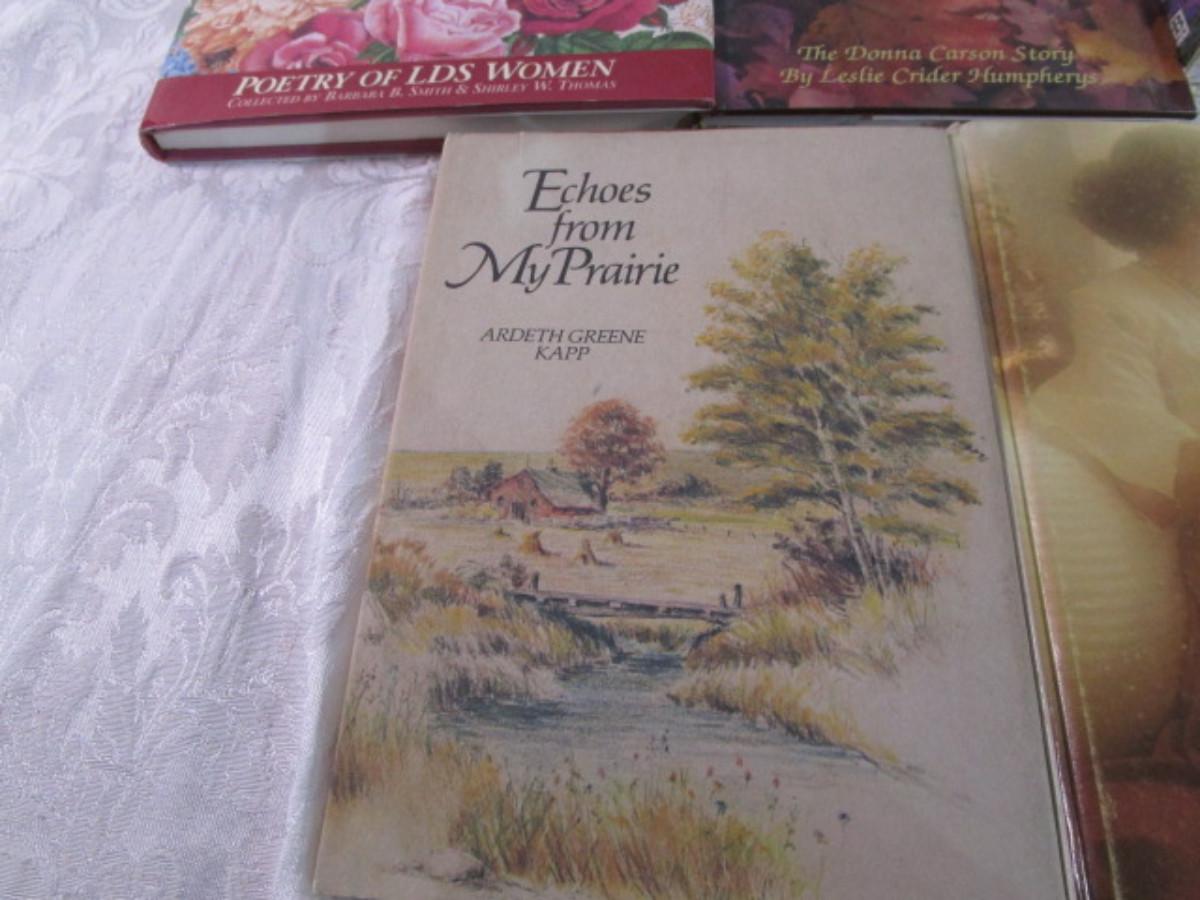 POETRY OF LDS WOMEN
COLLECTED BY BARBARA B. SMITH & SHIRLEY W. THOMAS
The Donna Carson Story
By Leslie Crider Humpherys
Echoes
from
My Prairie
ARDETH GREENE
KAPP